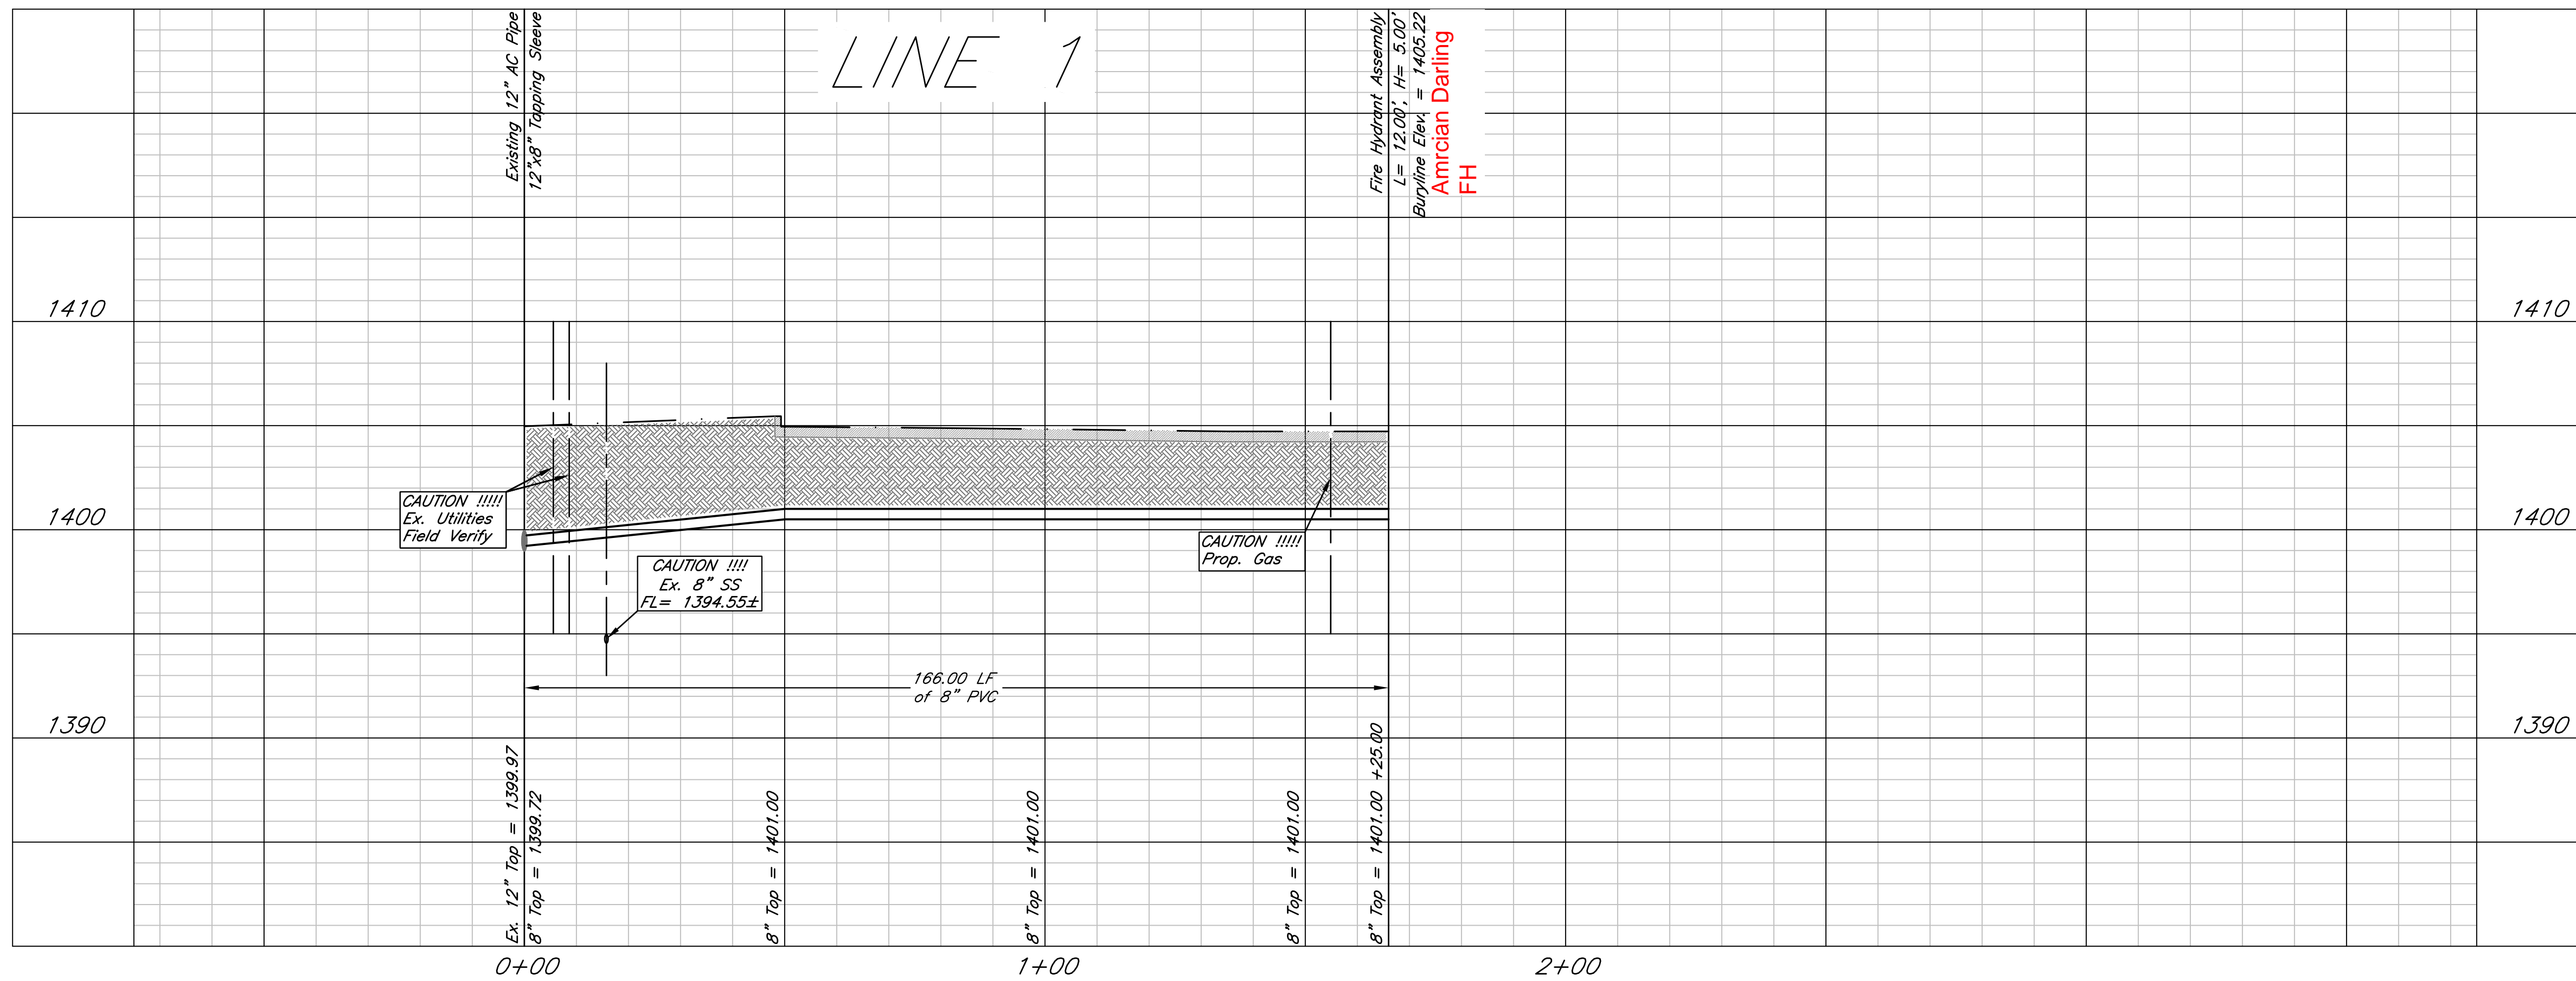 LINE 1
Existing 12" AC Pipe
12"x8" Tapping Sleeve
Fire Hydrant Assembly
L= 12.00', H= 5.00'
Buryline Elev. = 1405.22
Amrcian Darling
FH
1410
1410
CAUTION !!!!!
Ex. Utilities
Field Verify
1400
1400
CAUTION !!!!!
Prop. Gas
CAUTION !!!!
Ex. 8" SS
FL= 1394.55±
166.00 LF
of 8" PVC
1390
1390
Ex. 12" Top = 1399.97
8" Top = 1399.72
8" Top = 1401.00
8" Top = 1401.00
8" Top = 1401.00
8" Top = 1401.00 +25.00
0+00
1+00
2+00